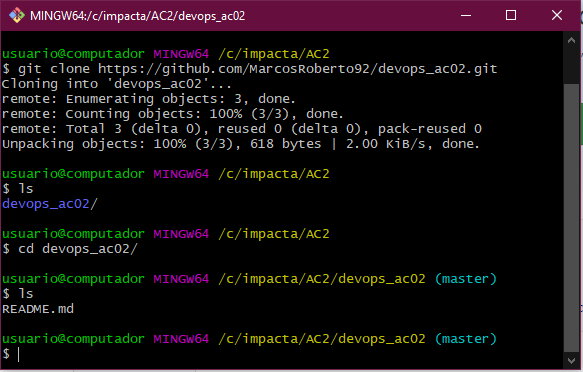 MINGW64:/c/impacta/AC2/devops_ac02
usuario@computador MINGW64 /c/impacta/AC2
$ git clone https://github.com/MarcosRoberto92/devops_ac02.git
Cloning into 'devops_ac02'...
remote: Enumerating objects: 3, done.
remote: Counting objects: 100% (3/3), done.
remote: Total 3 (delta 0), reused 0 (delta 0), pack-reused 0
Unpacking objects: 100% (3/3), 618 bytes | 2.00 KiB/s, done.
usuario@computador MINGW64 /c/impacta/AC2
$ ls
devops_ac02/
usuario@computador MINGW64 /c/impacta/AC2
$ cd devops_ac02/
usuario@computador MINGW64 /c/impacta/AC2/devops_ac02 (master)
$ ls
README.md
usuario@computador MINGW64 /c/impacta/AC2/devops_ac02 (master)
$